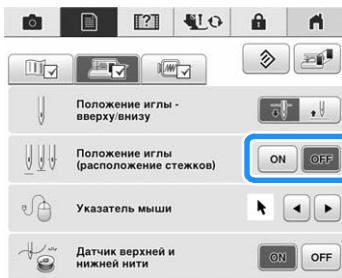 Положение иглы -
вверху/внизу
Положение иглы
(расположение стежков)
ON OFF
Указатель мыши
Датчик верхней и
нижней нити
ON OFF